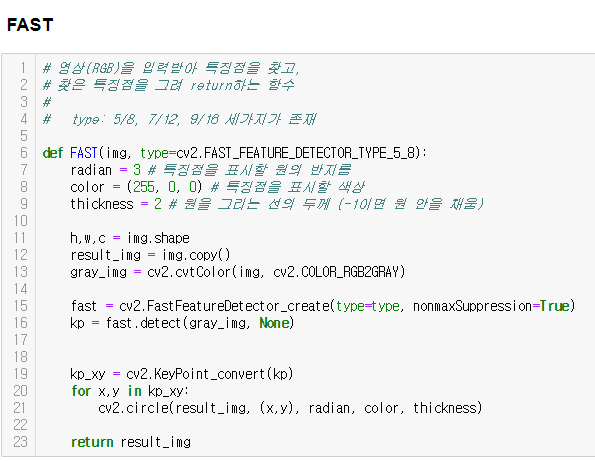 FAST
1 # 영상(RGB)을 입력받아 특징점을 찾고,
2 # 찾은 특징점을 그려 return하는 함수
3 #
4 #   type: 5/8, 7/12, 9/16 세가지가 존재
5
6 def FAST(img, type=cv2.FAST_FEATURE_DETECTOR_TYPE_5_8):
7     radian = 3 # 특징점을 표시할 원의 반지름
8     color = (255, 0, 0) # 특징점을 표시할 색상
9     thickness = 2 # 원을 그리는 선의 두께 (-1이면 원 안을 채움)
10
11     h,w,c = img.shape
12     result_img = img.copy()
13     gray_img = cv2.cvtColor(img, cv2.COLOR_RGB2GRAY)
14
15     fast = cv2.FastFeatureDetector_create(type=type, nonmaxSuppression=True)
16     kp = fast.detect(gray_img, None)
17
18
19     kp_xy = cv2.KeyPoint_convert(kp)
20     for x,y in kp_xy:
21         cv2.circle(result_img, (x,y), radian, color, thickness)
22
23     return result_img